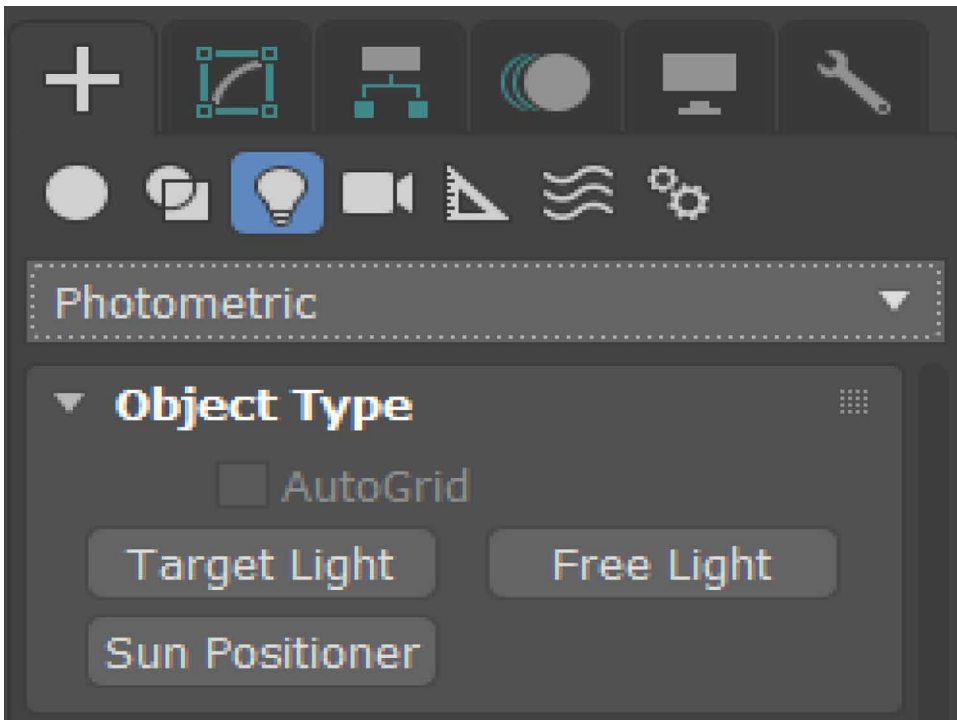 Photometric
Object Type
AutoGrid
Target Light Free Light
Sun Positioner